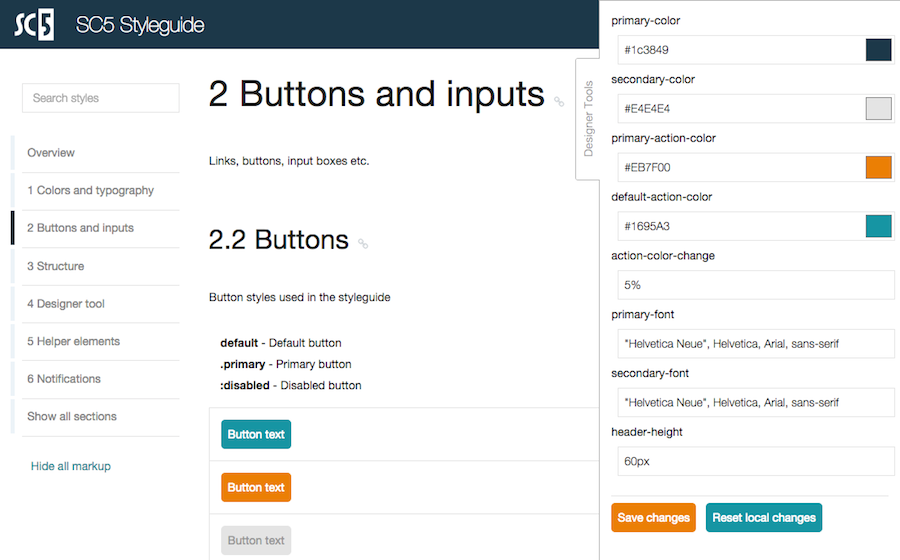 SC5
SC5 Styleguide
Search styles
Overview
1 Colors and typography
2 Buttons and inputs
3 Structure
4 Designer tool
5 Helper elements
6 Notifications
Show all sections
Hide all markup
2 Buttons and inputs
Links, buttons, input boxes etc.
2.2 Buttons
Button styles used in the styleguide
default - Default button
.primary - Primary button
:disabled - Disabled button
Button text
Button text
Button text
Designer Tools
primary-color
#1c3849
secondary-color
#E4E4E4
primary-action-color
#EB7F00
default-action-color
#1695A3
action-color-change
5%
primary-font
"Helvetica Neue", Helvetica, Arial, sans-serif
secondary-font
"Helvetica Neue", Helvetica, Arial, sans-serif
header-height
60px
Save changes
Reset local changes